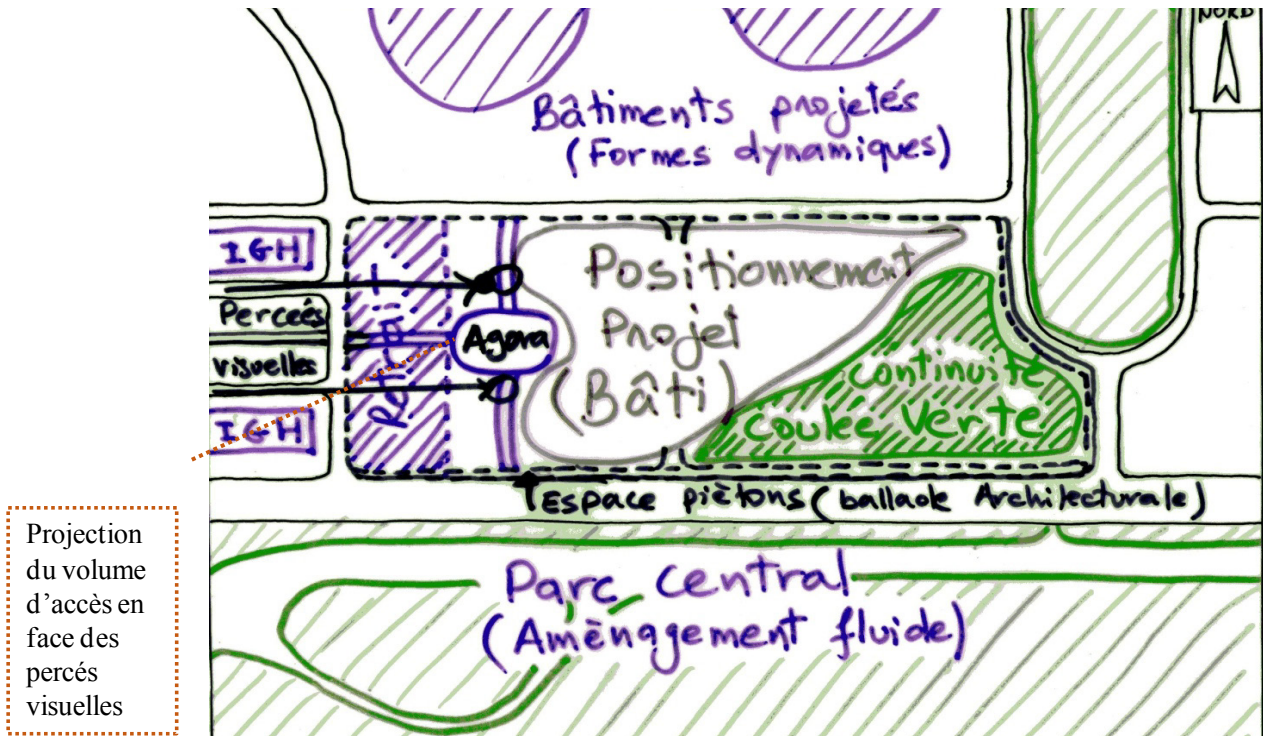 NORD
Bâtiments projetés
(Formes dynamiques)
IGH
Perceés
visuelles
IGH
Retrait
Agora
Positionnement
Projet
(Bâti)
continuité
coulée verte
Espace piètons (ballade Architecturale)
Parc central
(Amènagement fluide)
Projection
du volume
d’accès en
face des
percés
visuelles